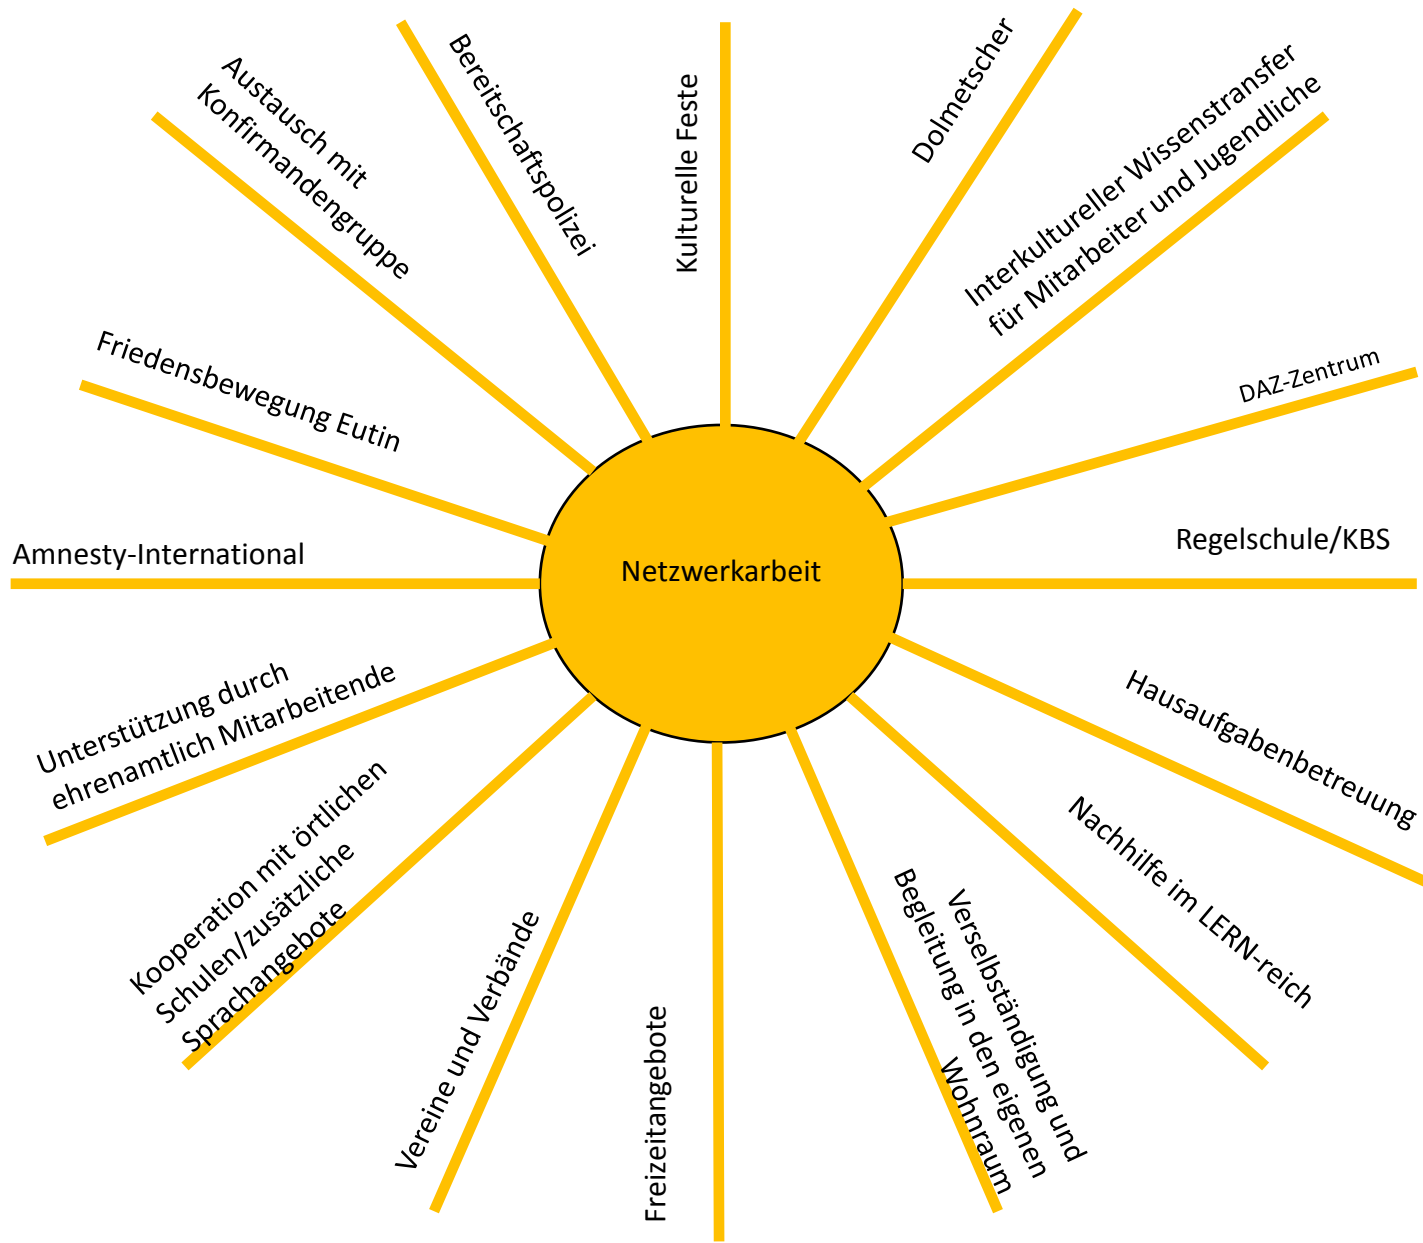 Kulturelle Feste
Dolmetscher
Interkultureller Wissenstransfer
für Mitarbeiter und Jugendliche
DAZ-Zentrum
Regelschule/KBS
Hausaufgabenbetreuung
Nachhilfe im LERN-reich
Verselbständigung und
Begleitung in den eigenen
Wohnraum
Freizeitangebote
Vereine und Verbände
Kooperation mit örtlichen
Schulen/zusätzliche
Sprachangebote
Unterstützung durch
ehrenamtlich Mitarbeitende
Amnesty-International
Friedensbewegung Eutin
Austausch mit
Konfirmandengruppe
Bereitschaftspolizei
Netzwerkarbeit